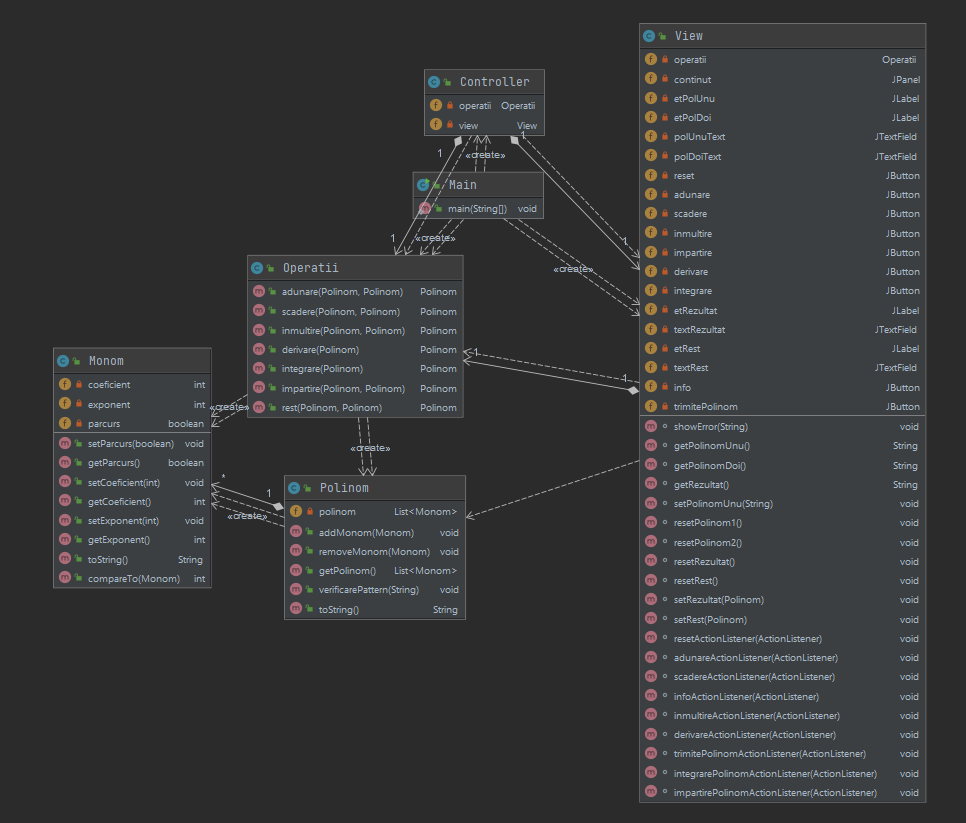 Controller
operatii Operatii
view View
1
1
«create»
Main
main(String[]) void
1
«create»
«create»
1
Operatii
adunare(Polinom, Polinom) Polinom
scadere(Polinom, Polinom) Polinom
inmultire(Polinom, Polinom) Polinom
derivare(Polinom) Polinom
integrare(Polinom) Polinom
impartire(Polinom, Polinom) Polinom
rest(Polinom, Polinom) Polinom
1
1
«create»
«create»
Monom
coeficient int
exponent int
parcurs boolean
setParcurs(boolean) void
getParcurs() boolean
setCoeficient(int) void
getCoeficient() int
setExponent(int) void
getExponent() int
toString() String
compareTo(Monom) int
*
1
«create»
Polinom
polinom List<Monom>
addMonom(Monom) void
removeMonom(Monom) void
getPolinom() List<Monom>
verificarePattern(String) void
toString() String
View
operatii Operatii
continut JPanel
etPolUnu JLabel
etPolDoi JLabel
polUnuText JTextField
polDoiText JTextField
reset JButton
adunare JButton
scadere JButton
inmultire JButton
impartire JButton
derivare JButton
integrare JButton
etRezultat JLabel
textRezultat JTextField
etRest JLabel
textRest JTextField
info JButton
trimitePolinom JButton
showError(String) void
getPolinomUnu() String
getPolinomDoi() String
getRezultat() String
setPolinomUnu(String) void
resetPolinom1() void
resetPolinom2() void
resetRezultat() void
resetRest() void
setRezultat(Polinom) void
setRest(Polinom) void
resetActionListener(ActionListener) void
adunareActionListener(ActionListener) void
scadereActionListener(ActionListener) void
infoActionListener(ActionListener) void
inmultireActionListener(ActionListener) void
derivareActionListener(ActionListener) void
trimitePolinomActionListener(ActionListener) void
integrarePolinomActionListener(ActionListener) void
impartirePolinomActionListener(ActionListener) void